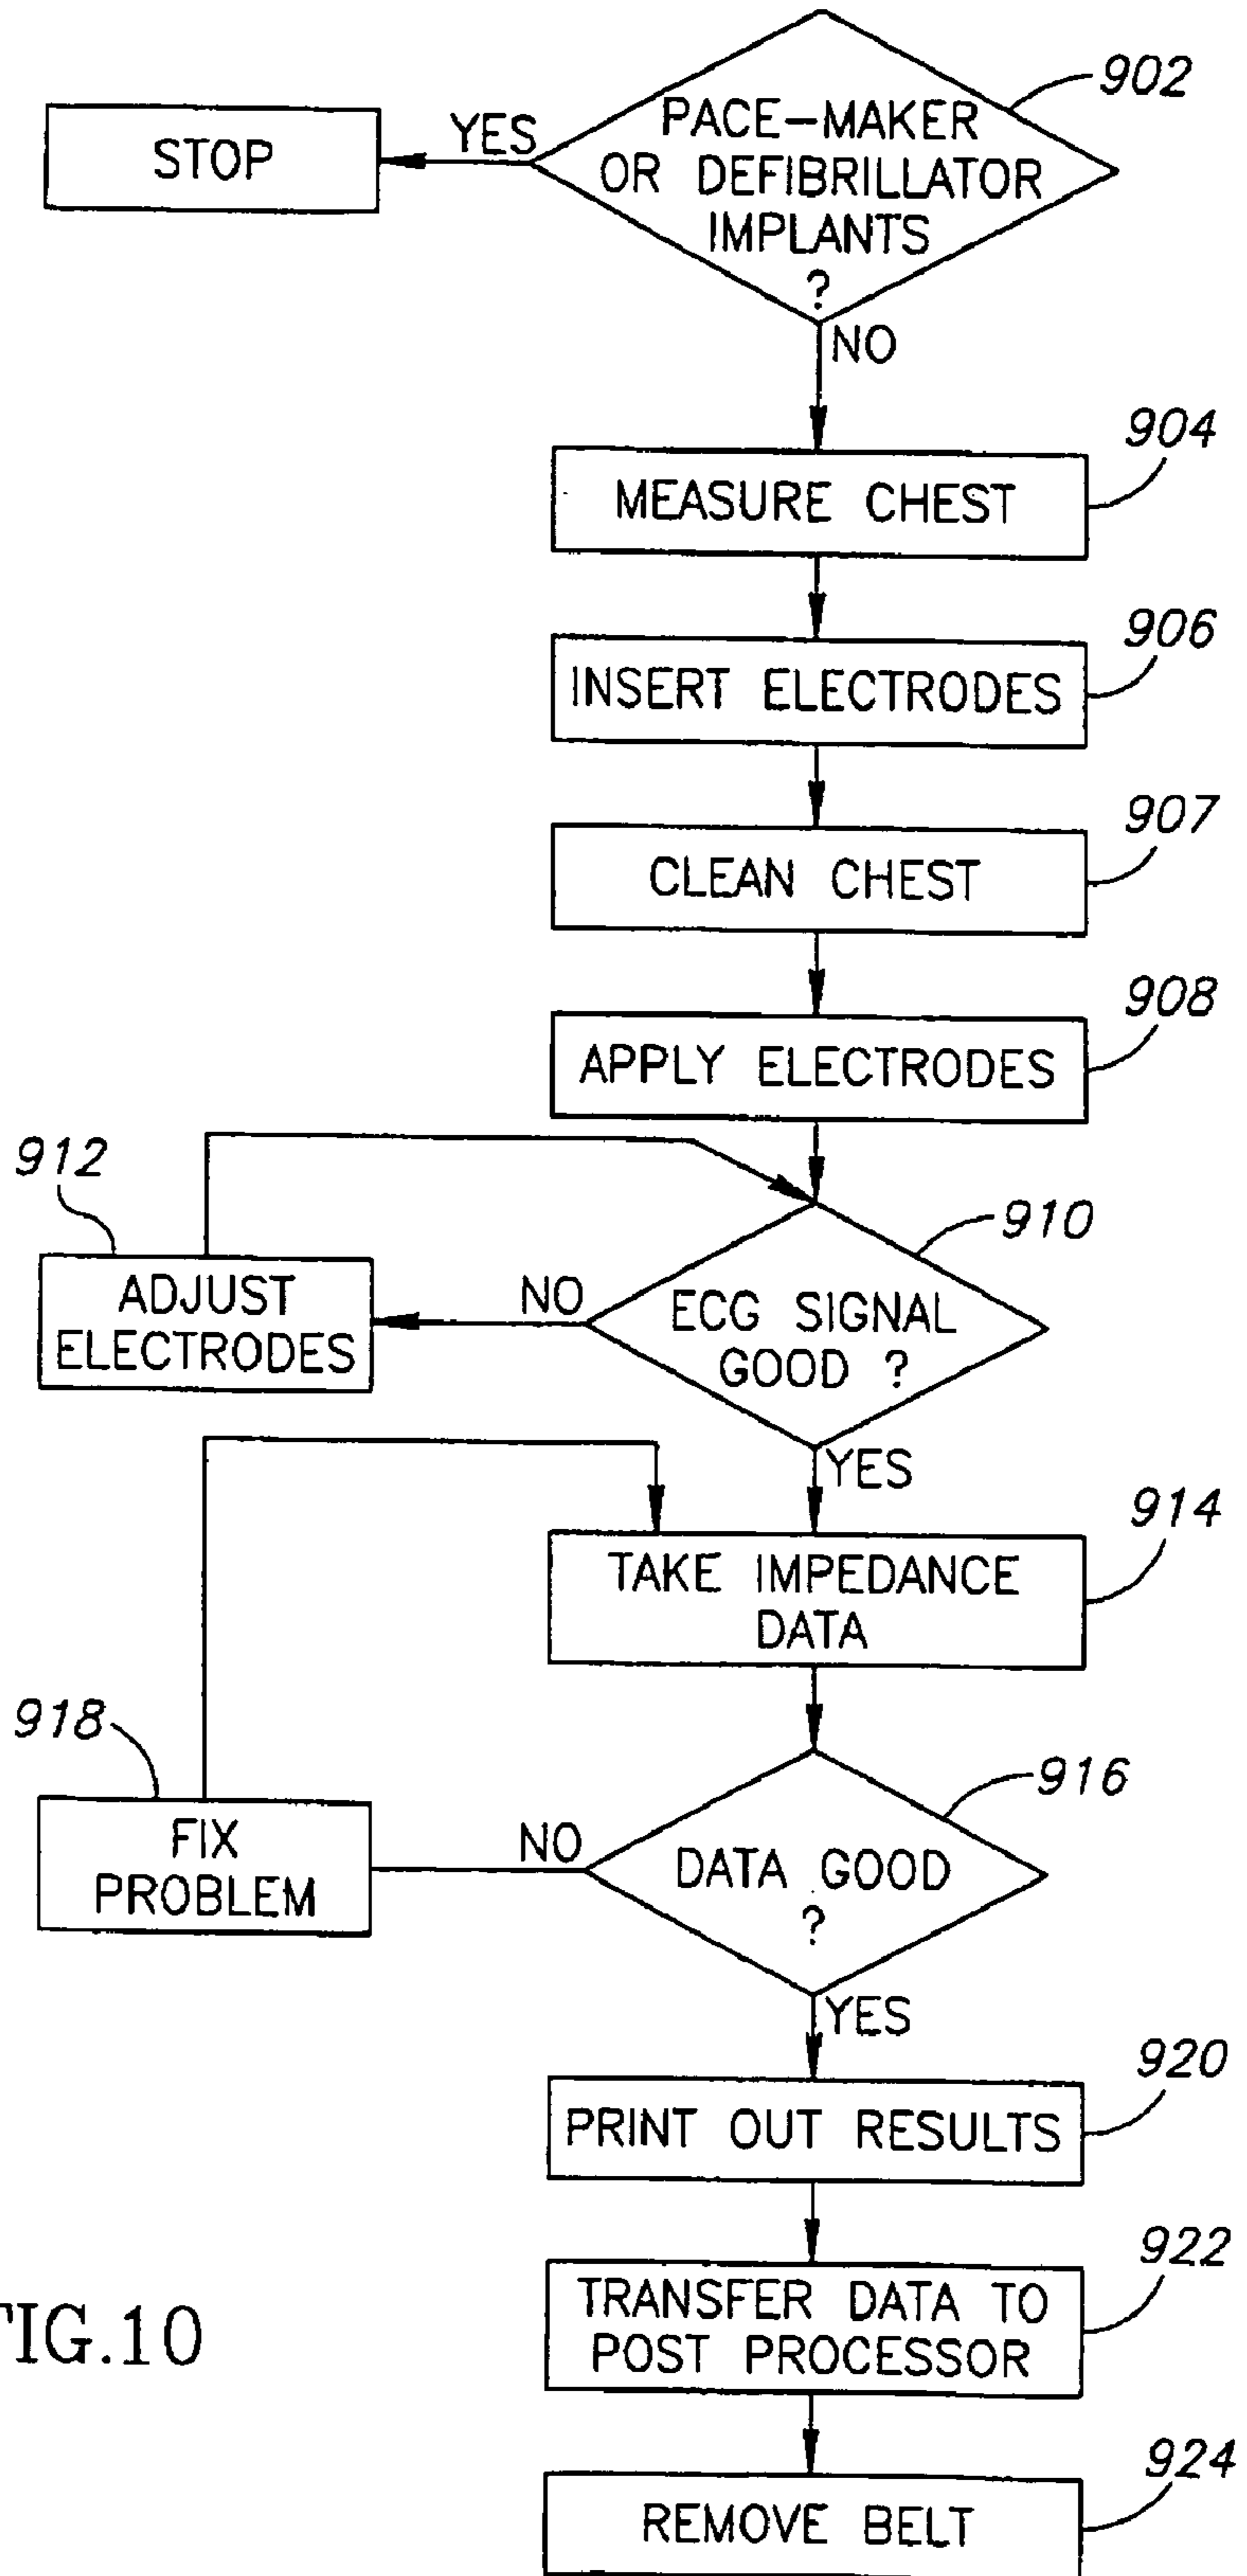 902
PACE-MAKER
OR DEFIBRILLATOR
IMPLANTS
?
YES
STOP
NO
904
MEASURE CHEST
906
INSERT ELECTRODES
907
CLEAN CHEST
908
APPLY ELECTRODES
912
ADJUST
ELECTRODES
NO
910
ECG SIGNAL
GOOD ?
YES
914
TAKE IMPEDANCE
DATA
918
FIX
PROBLEM
NO
916
DATA GOOD
?
YES
920
PRINT OUT RESULTS
922
TRANSFER DATA TO
POST PROCESSOR
FIG.10
924
REMOVE BELT